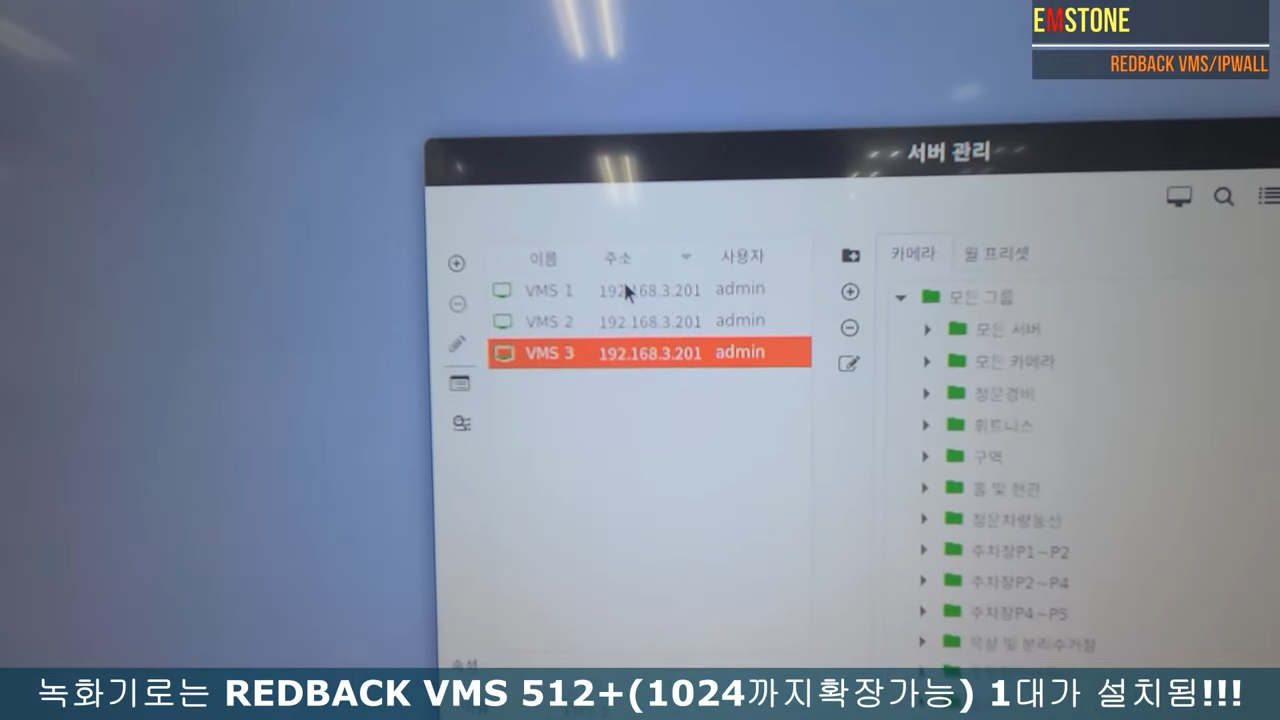 EMSTONE
REDBACK VMS/IPWALL
서버 관리
이름 주소 사용자
VMS 1 192.168.3.201 admin
VMS 2 192.168.3.201 admin
VMS 3 192.168.3.201 admin
카메라 월 프리셋
모든 그룹
모든 서버
모든 카메라
정문경비
휘트니스
구역
홀 및 현관
정문차량동선
주차장P1~P2
주차장P2~P4
주차장P4~P5
옥상 및 분리수거장
속성
녹화기로는 REDBACK VMS 512+(1024까지확장가능) 1대가 설치됨!!!